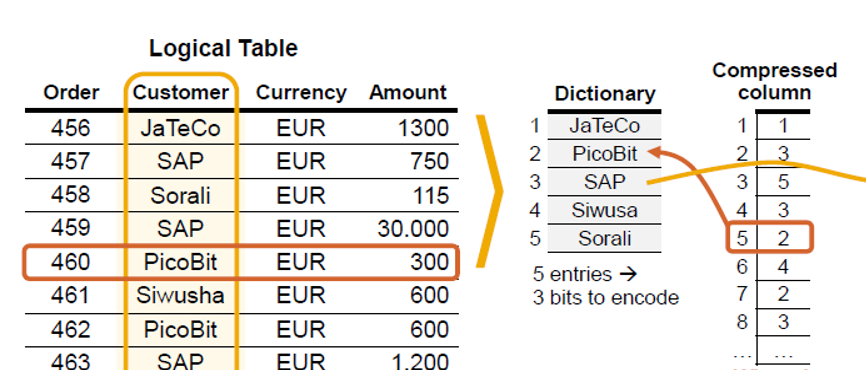 Logical Table
Order Customer Currency Amount
456 JaTeCo EUR 1300
457 SAP EUR 750
458 Sorali EUR 115
459 SAP EUR 30.000
460 PicoBit EUR 300
461 Siwusha EUR 600
462 PicoBit EUR 600
463 SAP EUR 1.200
Dictionary
1 JaTeCo
2 PicoBit
3 SAP
4 Siwusa
5 Sorali
5 entries →
3 bits to encode
Compressed
column
1 1
2 3
3 5
4 3
5 2
6 4
7 2
8 3
... ...